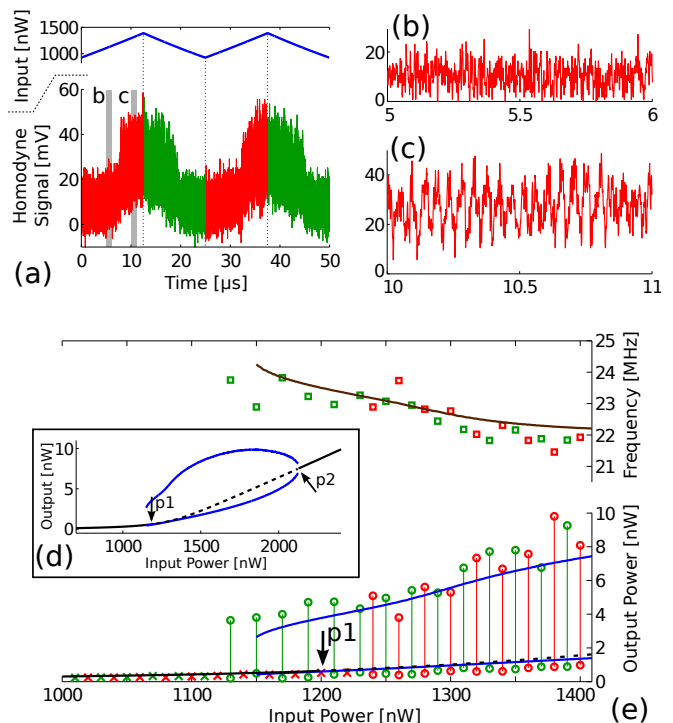 Input [nW]
1500
1000
b
c
60
40
20
0
Homodyne
Signal [mV]
0
10
20
30
40
50
Time [µs]
(a)
(b)
20
0
5
5.5
6
(c)
40
20
0
10
10.5
11
25
24
23
22
21
Frequency [MHz]
10
5
0
Output [nW]
p1
p2
1000
1500
2000
Input Power [nW]
(d)
10
8
6
4
2
0
Output Power [nW]
p1
1000
1100
1200
1300
1400
Input Power [nW]
(e)